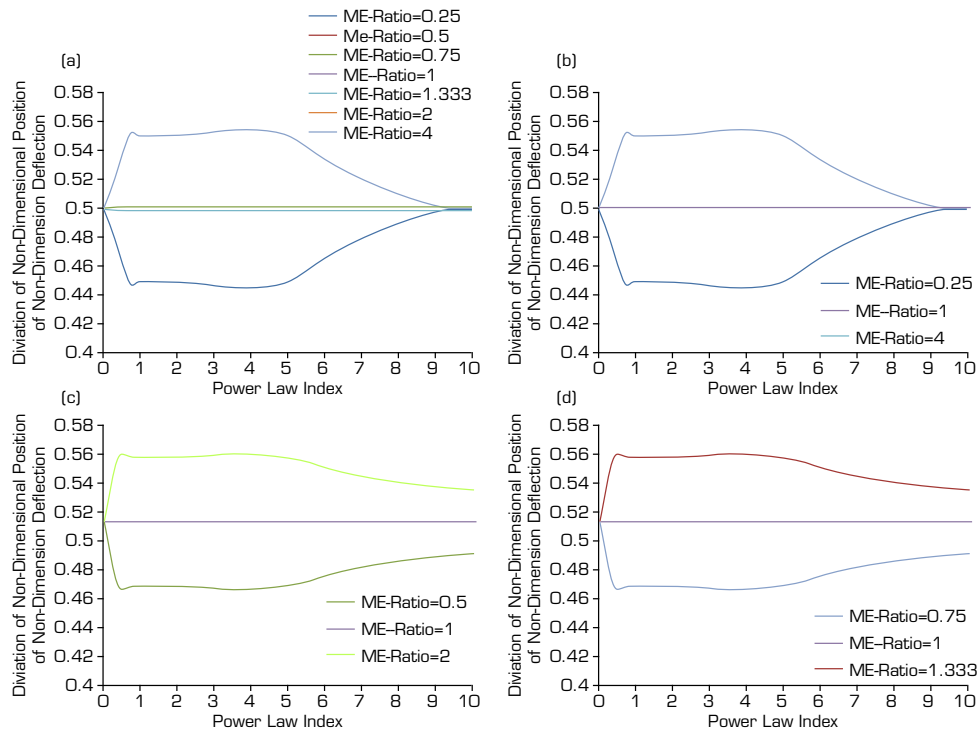 (a)
ME-Ratio=0.25
Me-Ratio=0.5
ME-Ratio=0.75
ME--Ratio=1
ME-Ratio=1.333
ME-Ratio=2
ME-Ratio=4
Diviation of Non-Dimensional Position
of Non-Dimension Deflection
0.58
0.56
0.54
0.52
0.5
0.48
0.46
0.44
0.42
0.4
0 1 2 3 4 5 6 7 8 9 10
Power Law Index
(b)
Diviation of Non-Dimensional Position
of Non-Dimension Deflection
0.58
0.56
0.54
0.52
0.5
0.48
0.46
0.44
0.42
0.4
ME-Ratio=0.25
ME--Ratio=1
ME-Ratio=4
0 1 2 3 4 5 6 7 8 9 10
Power Law Index
(c)
Diviation of Non-Dimensional Position
of Non-Dimension Deflection
0.58
0.56
0.54
0.52
0.5
0.48
0.46
0.44
0.42
0.4
ME-Ratio=0.5
ME--Ratio=1
ME-Ratio=2
0 1 2 3 4 5 6 7 8 9 10
Power Law Index
(d)
Diviation of Non-Dimensional Position
of Non-Dimension Deflection
0.58
0.56
0.54
0.52
0.5
0.48
0.46
0.44
0.42
0.4
ME-Ratio=0.75
ME--Ratio=1
ME-Ratio=1.333
0 1 2 3 4 5 6 7 8 9 10
Power Law Index